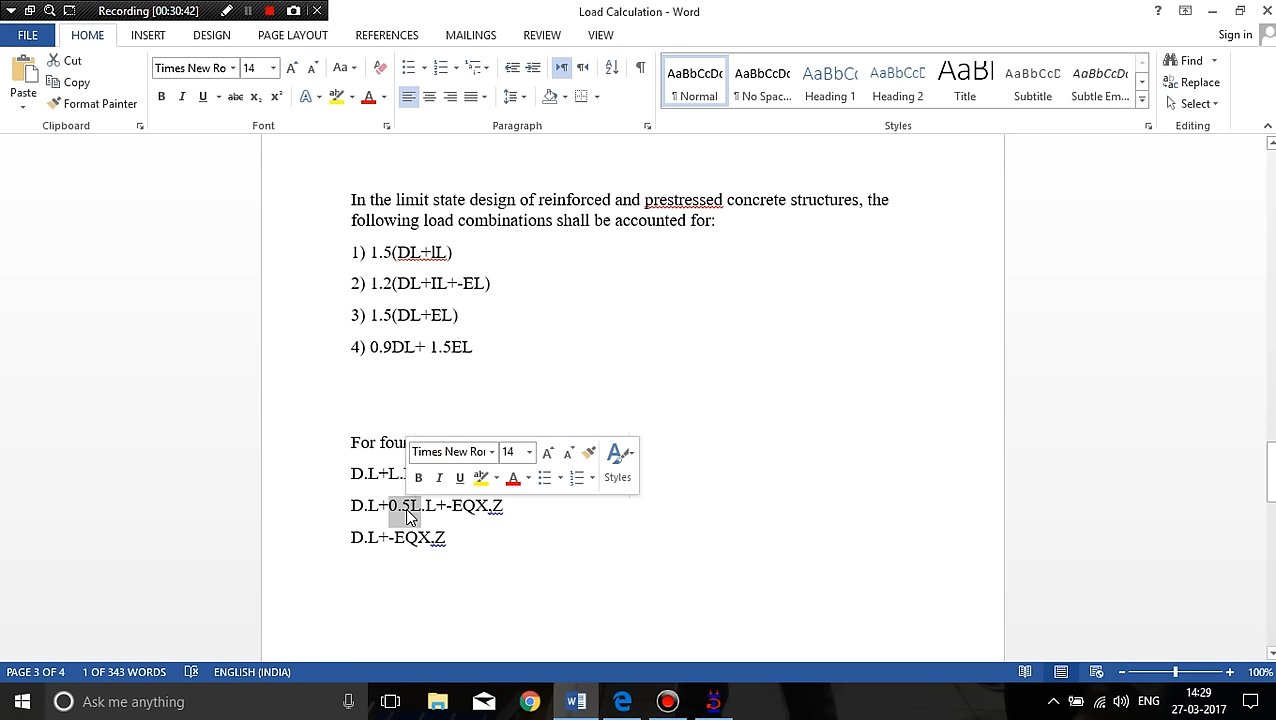 Recording [00:30:42]
Load Calculation - Word
FILE HOME INSERT DESIGN PAGE LAYOUT REFERENCES MAILINGS REVIEW VIEW Sign in
Paste
Cut
Copy
Format Painter
Clipboard
Times New Ro 14
Font
Paragraph
AaBbCcDc AaBbCcDc AaBbCc AaBbCcD AaBl AaBbCcD AaBbCcDc
¶ Normal ¶ No Spac... Heading 1 Heading 2 Title Subtitle Subtle Em...
Styles
Find
Replace
Select
Editing
In the limit state design of reinforced and prestressed concrete structures, the
following load combinations shall be accounted for:
1) 1.5(DL+lL)
2) 1.2(DL+IL+-EL)
3) 1.5(DL+EL)
4) 0.9DL+ 1.5EL
For
Times New Roı 14
Styles
D.L+L.
D.L+0.5L.L+-EQX,Z
D.L+-EQX,Z
PAGE 3 OF 4 1 OF 343 WORDS ENGLISH (INDIA) 100%
Ask me anything
ENG
14:29
27-03-2017